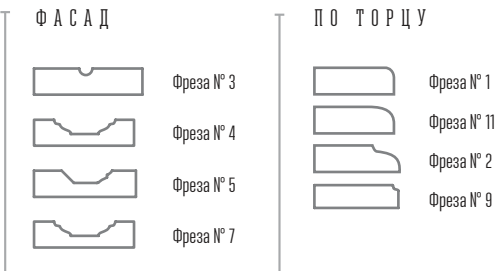 ФАСАД
Фреза № 3
Фреза № 4
Фреза № 5
Фреза № 7
ПО ТОРЦУ
Фреза № 1
Фреза № 11
Фреза № 2
Фреза № 9